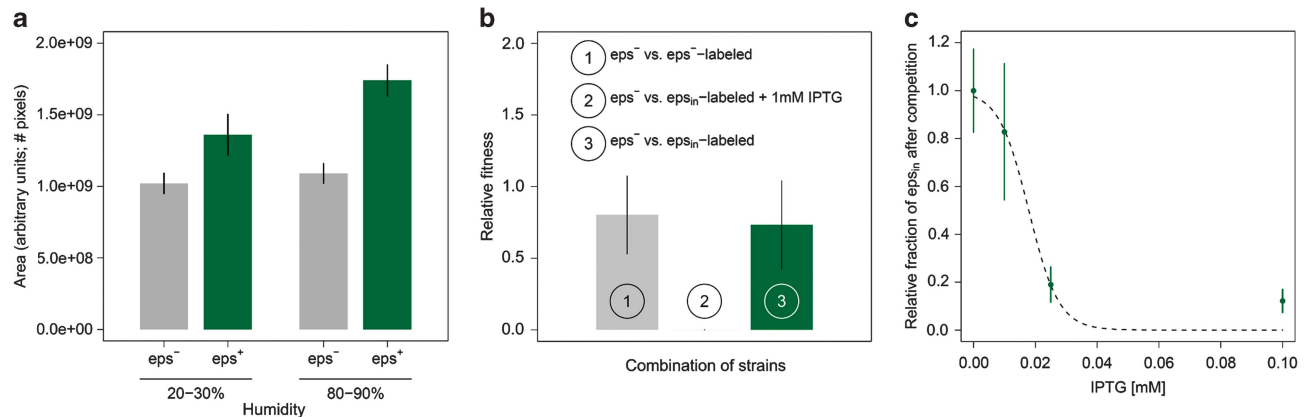 a
Area (arbitrary units; # pixels)
2.0e+09
1.5e+09
1.0e+09
5.0e+08
0.0e+00
eps⁻ eps⁺ eps⁻ eps⁺
20−30% 80−90%
Humidity
b
Relative fitness
2.0
1.5
1.0
0.5
0.0
1 eps⁻ vs. eps⁻−labeled
2 eps⁻ vs. epsin−labeled + 1mM IPTG
3 eps⁻ vs. epsin−labeled
1 2 3
Combination of strains
c
Relative fraction of epsin after competition
1.2
1.0
0.8
0.6
0.4
0.2
0.0
0.00 0.02 0.04 0.06 0.08 0.10
IPTG [mM]